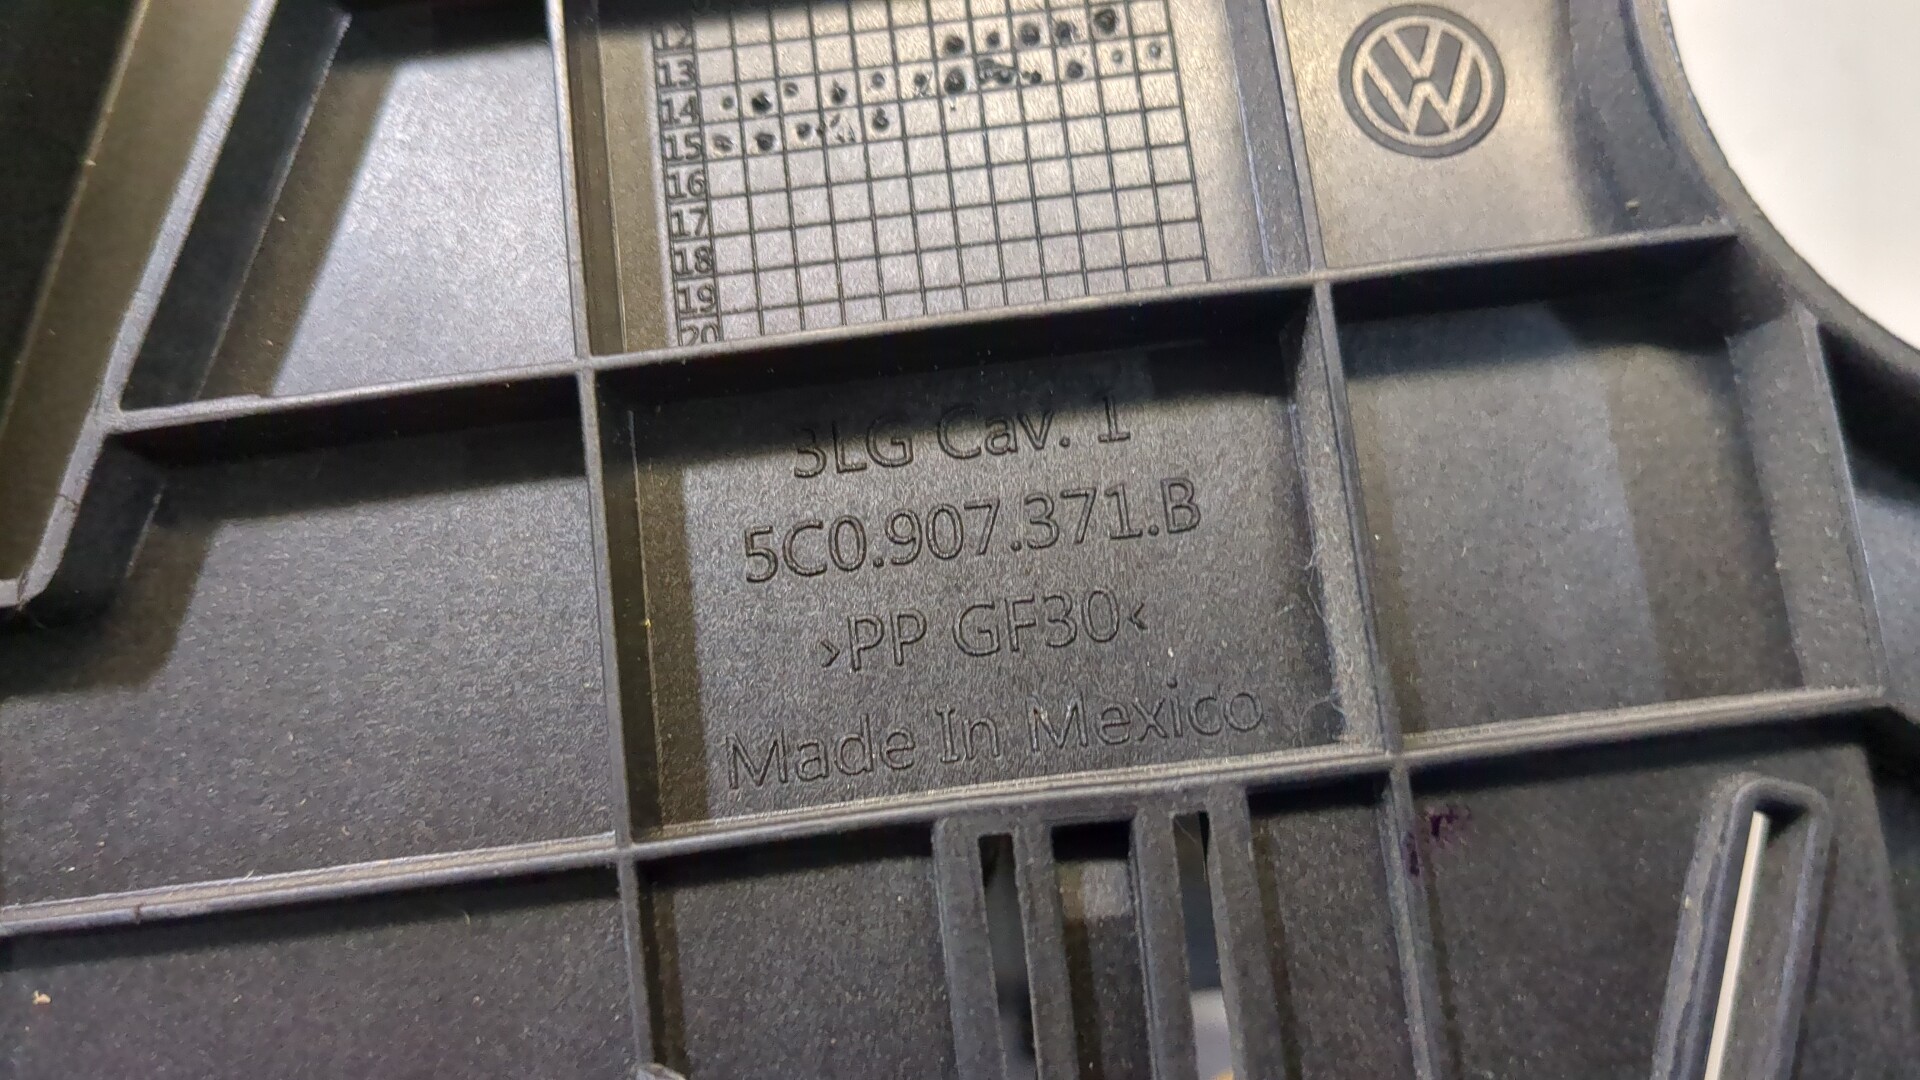 12
13
14
15
16
17
18
19
20
3LG Cav. 1
5C0.907.371.B
>PP GF30<
Made In Mexico